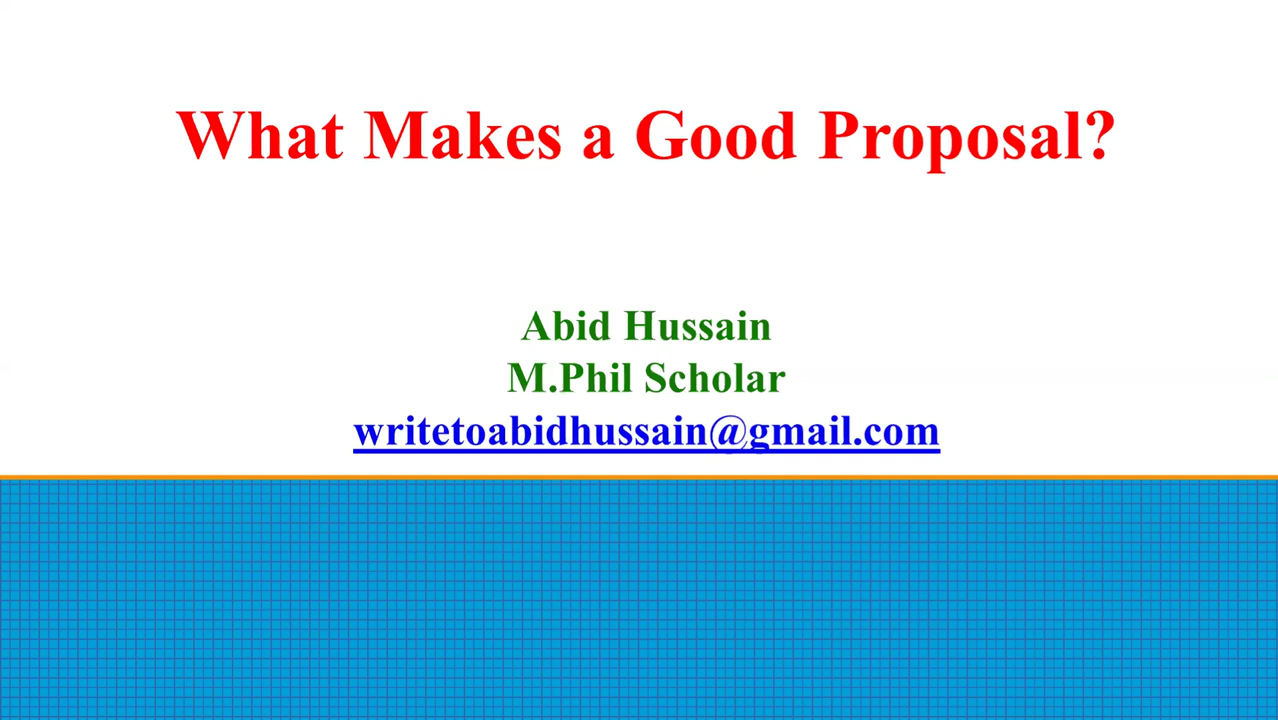 What Makes a Good Proposal?
Abid Hussain
M.Phil Scholar
writetoabidhussain@gmail.com